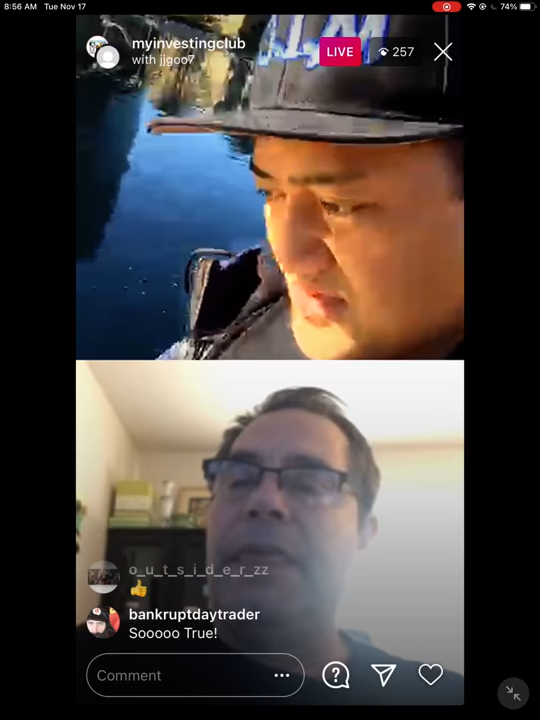 8:56 AM Tue Nov 17
74%
myinvestingclub
with jjgoo7
LIVE
257
o_u_t_s_i_d_e_r_zz
👍
bankruptdaytrader
Sooooo True!
Comment